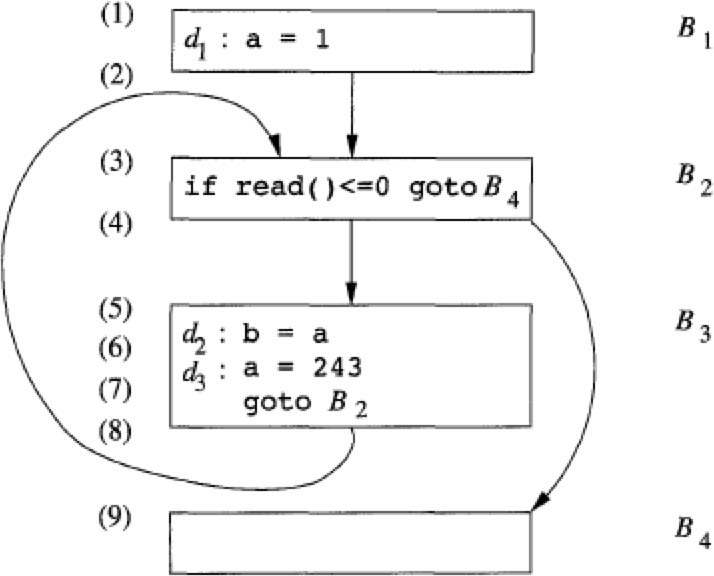 (1)
d1 : a = 1
B1
(2)
(3)
if read()<=0 goto B4
B2
(4)
(5)
d2 : b = a
B3
(6)
d3 : a = 243
(7)
goto B2
(8)
(9)
B4